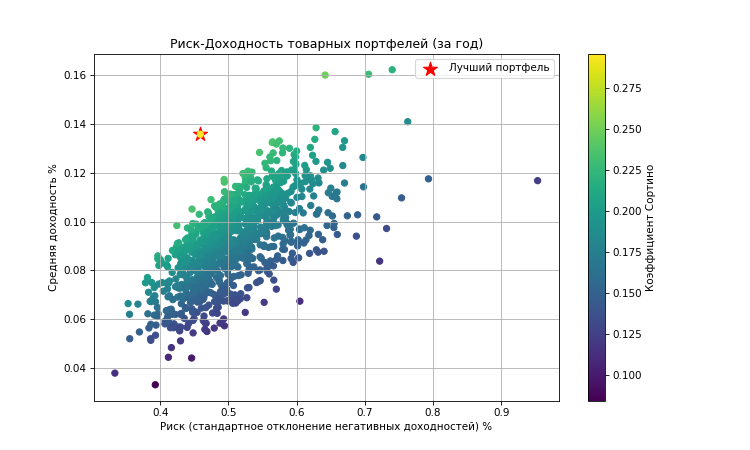 Риск-Доходность товарных портфелей (за год)
Лучший портфель
Средняя доходность %
0.16
0.14
0.12
0.10
0.08
0.06
0.04
0.4 0.5 0.6 0.7 0.8 0.9
Риск (стандартное отклонение негативных доходностей) %
0.275
0.250
0.225
0.200
0.175
0.150
0.125
0.100
Коэффициент Сортино